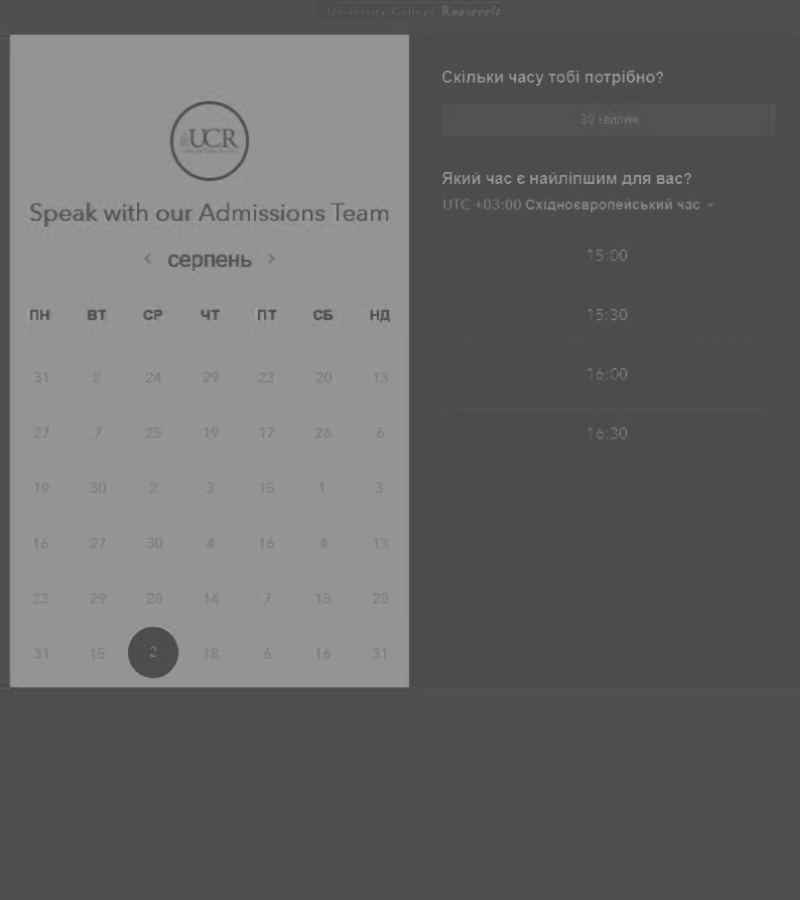 University College Roosevelt
UCR
Speak with our Admissions Team
< серпень >
ПН ВТ СР ЧТ ПТ СБ НД
31 2 24 29 23 20 13
27 7 25 19 17 26 6
19 30 2 3 15 1 3
16 27 30 4 16 4 13
23 29 28 14 7 15 28
31 15 2 18 6 16 31
Скільки часу тобі потрібно?
30 хвилин
Який час є найліпшим для вас?
UTC +03:00 Східноєвропейський час
15:00
15:30
16:00
16:30